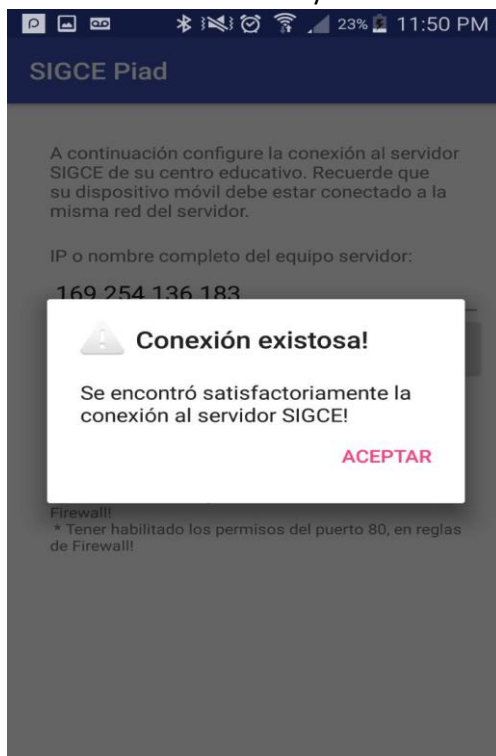 23% 11:50 PM
SIGCE Piad
A continuación configure la conexión al servidor
SIGCE de su centro educativo. Recuerde que
su dispositivo móvil debe estar conectado a la
misma red del servidor.
IP o nombre completo del equipo servidor:
169.254.136.183
Conexión existosa!
Se encontró satisfactoriamente la
conexión al servidor SIGCE!
ACEPTAR
Firewall!
* Tener habilitado los permisos del puerto 80, en reglas
de Firewall!